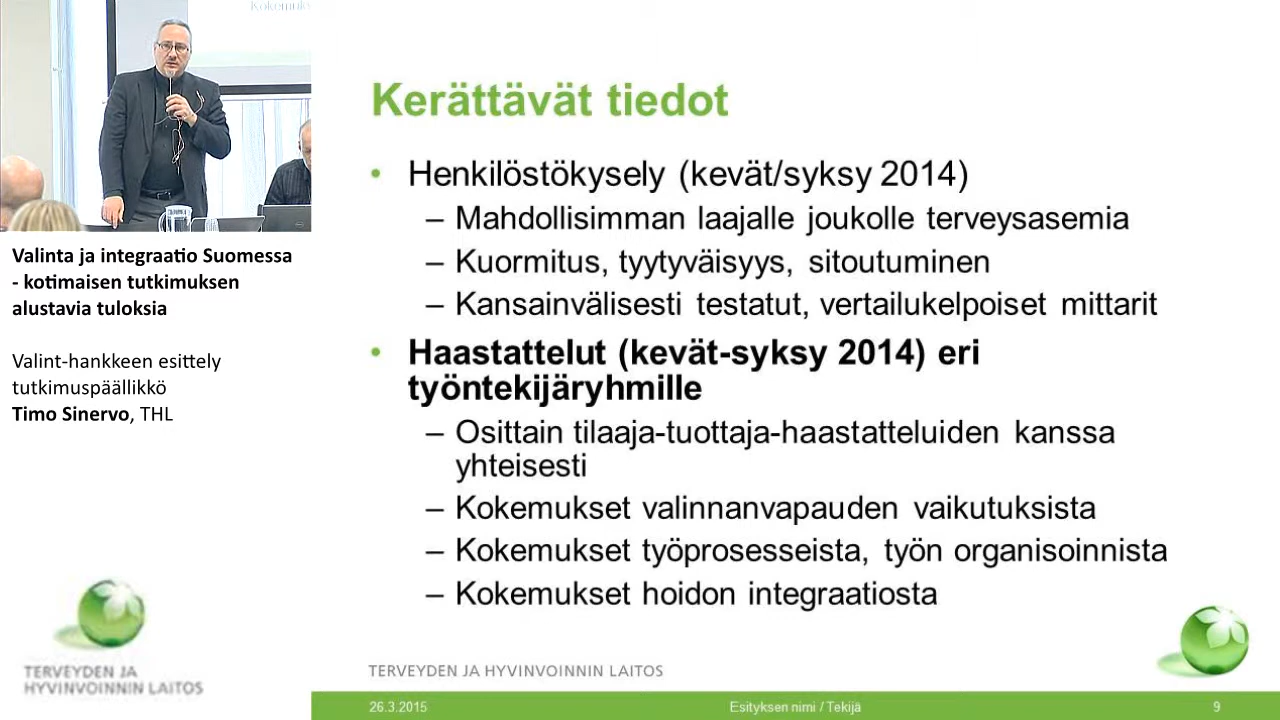 Valinta ja integraatio Suomessa
- kotimaisen tutkimuksen
alustavia tuloksia
Valint-hankkeen esittely
tutkimuspäällikkö
Timo Sinervo, THL
TERVEYDEN JA
HYVINVOINNIN LAITOS
Kerättävät tiedot
• Henkilöstökysely (kevät/syksy 2014)
– Mahdollisimman laajalle joukolle terveysasemia
– Kuormitus, tyytyväisyys, sitoutuminen
– Kansainvälisesti testatut, vertailukelpoiset mittarit
• Haastattelut (kevät-syksy 2014) eri
työntekijäryhmille
– Osittain tilaaja-tuottaja-haastatteluiden kanssa
yhteisesti
– Kokemukset valinnanvapauden vaikutuksista
– Kokemukset työprosesseista, työn organisoinnista
– Kokemukset hoidon integraatiosta
TERVEYDEN JA HYVINVOINNIN LAITOS
26.3.2015
Esityksen nimi / Tekijä
9